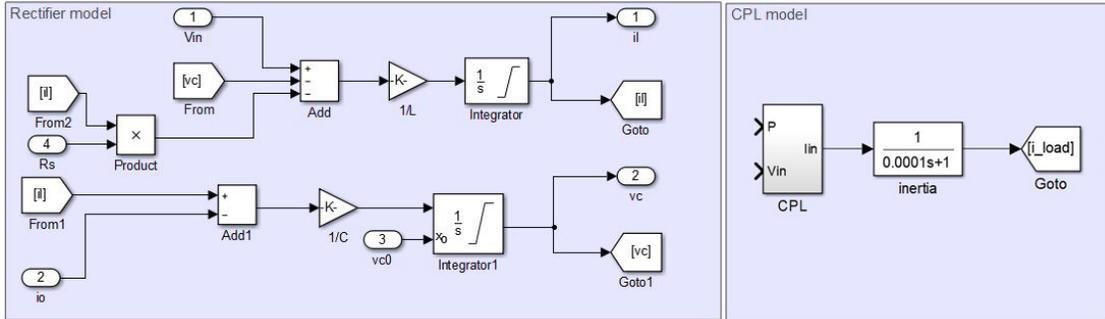 Rectifier model
1
Vin
[vc]
From
[il]
From2
4
Rs
×
Product
+
−
−
Add
-K-
1/L
1
s
Integrator
1
il
[il]
Goto
[il]
From1
2
io
+
−
Add1
-K-
1/C
3
vc0
xo
1
s
Integrator1
2
vc
[vc]
Goto1
CPL model
P
Vin
Iin
CPL
1
0.0001s+1
inertia
[i_load]
Goto